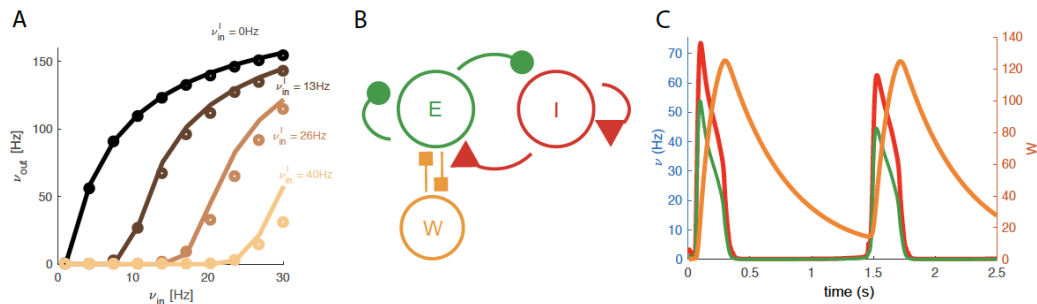 A
ν_in^I = 0Hz
ν_in^I = 13Hz
ν_in^I = 26Hz
ν_in^I = 40Hz
ν_out [Hz]
150
100
50
0
0
10
20
30
ν_in [Hz]
B
E
I
W
C
ν (Hz)
70
60
50
40
30
20
10
0
140
120
100
80
60
40
20
0
W
0
0.5
1
1.5
2
2.5
time (s)